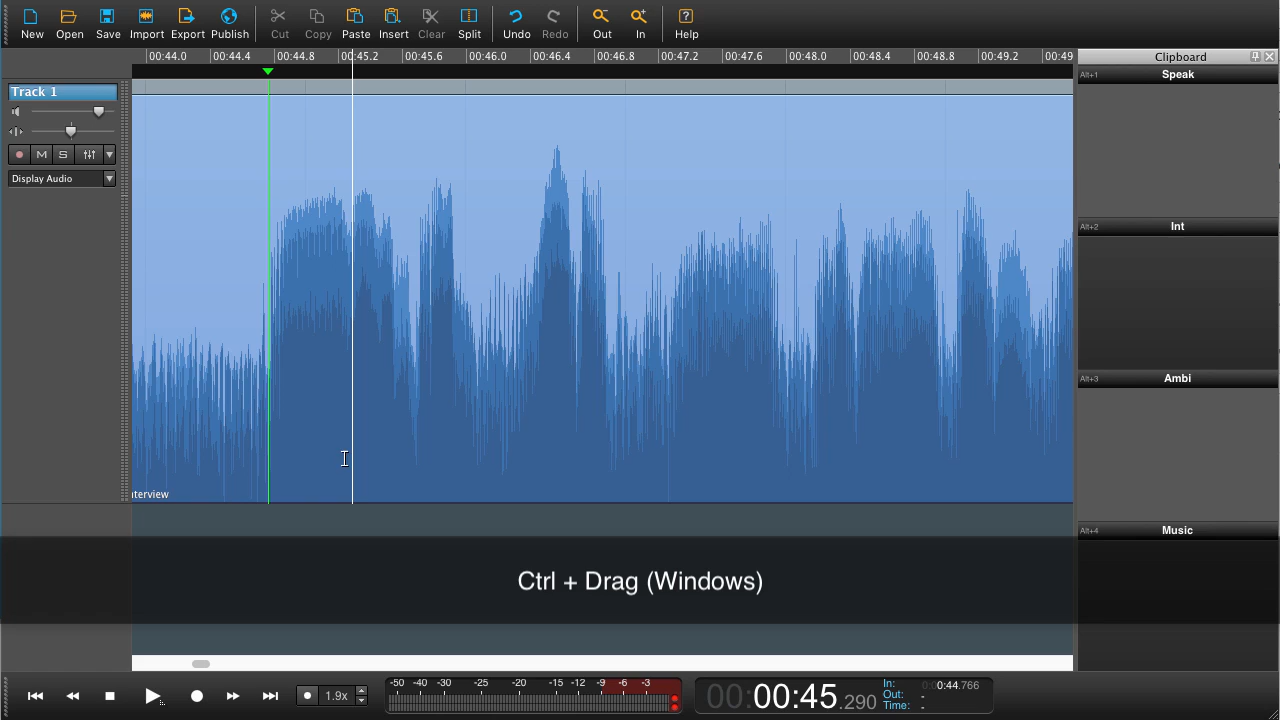 New Open Save Import Export Publish Cut Copy Paste Insert Clear Split Undo Redo Out In Help
00:44.0 00:44.4 00:44.8 00:45.2 00:45.6 00:46.0 00:46.4 00:46.8 00:47.2 00:47.6 00:48.0 00:48.4 00:48.8 00:49.2 00:49
Clipboard
Alt+1 Speak
Track 1
M S
Display Audio
Alt+2 Int
Alt+3 Ambi
nterview
Alt+4 Music
Ctrl + Drag (Windows)
1.9x
-50 -40 -30 -25 -20 -15 -12 -9 -6 -3
00:00:45.290
In: 0:0:44.766
Out: -
Time: -